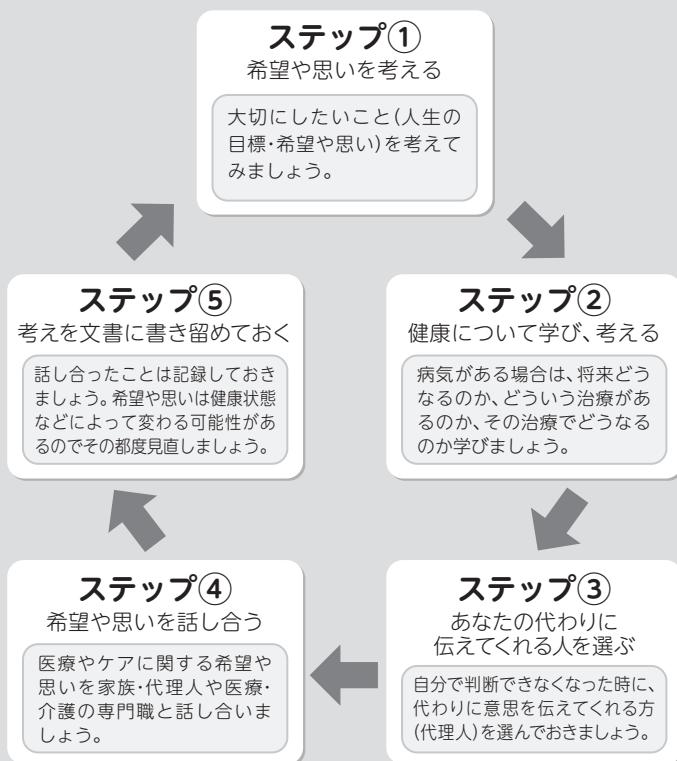 ステップ①
希望や思いを考える
大切にしたいこと(人生の
目標・希望や思い)を考えて
みましょう。
ステップ②
健康について学び、考える
病気がある場合は、将来どう
なるのか、どういう治療があ
るのか、その治療でどうなる
のか学びましょう。
ステップ③
あなたの代わりに
伝えてくれる人を選ぶ
自分で判断できなくなった時に、
代わりに意思を伝えてくれる方
(代理人)を選んでおきましょう。
ステップ④
希望や思いを話し合う
医療やケアに関する希望や
思いを家族・代理人や医療・
介護の専門職と話し合いま
しょう。
ステップ⑤
考えを文書に書き留めておく
話し合ったことは記録しておき
ましょう。希望や思いは健康状態
などによって変わる可能性があ
るのでその都度見直しましょう。